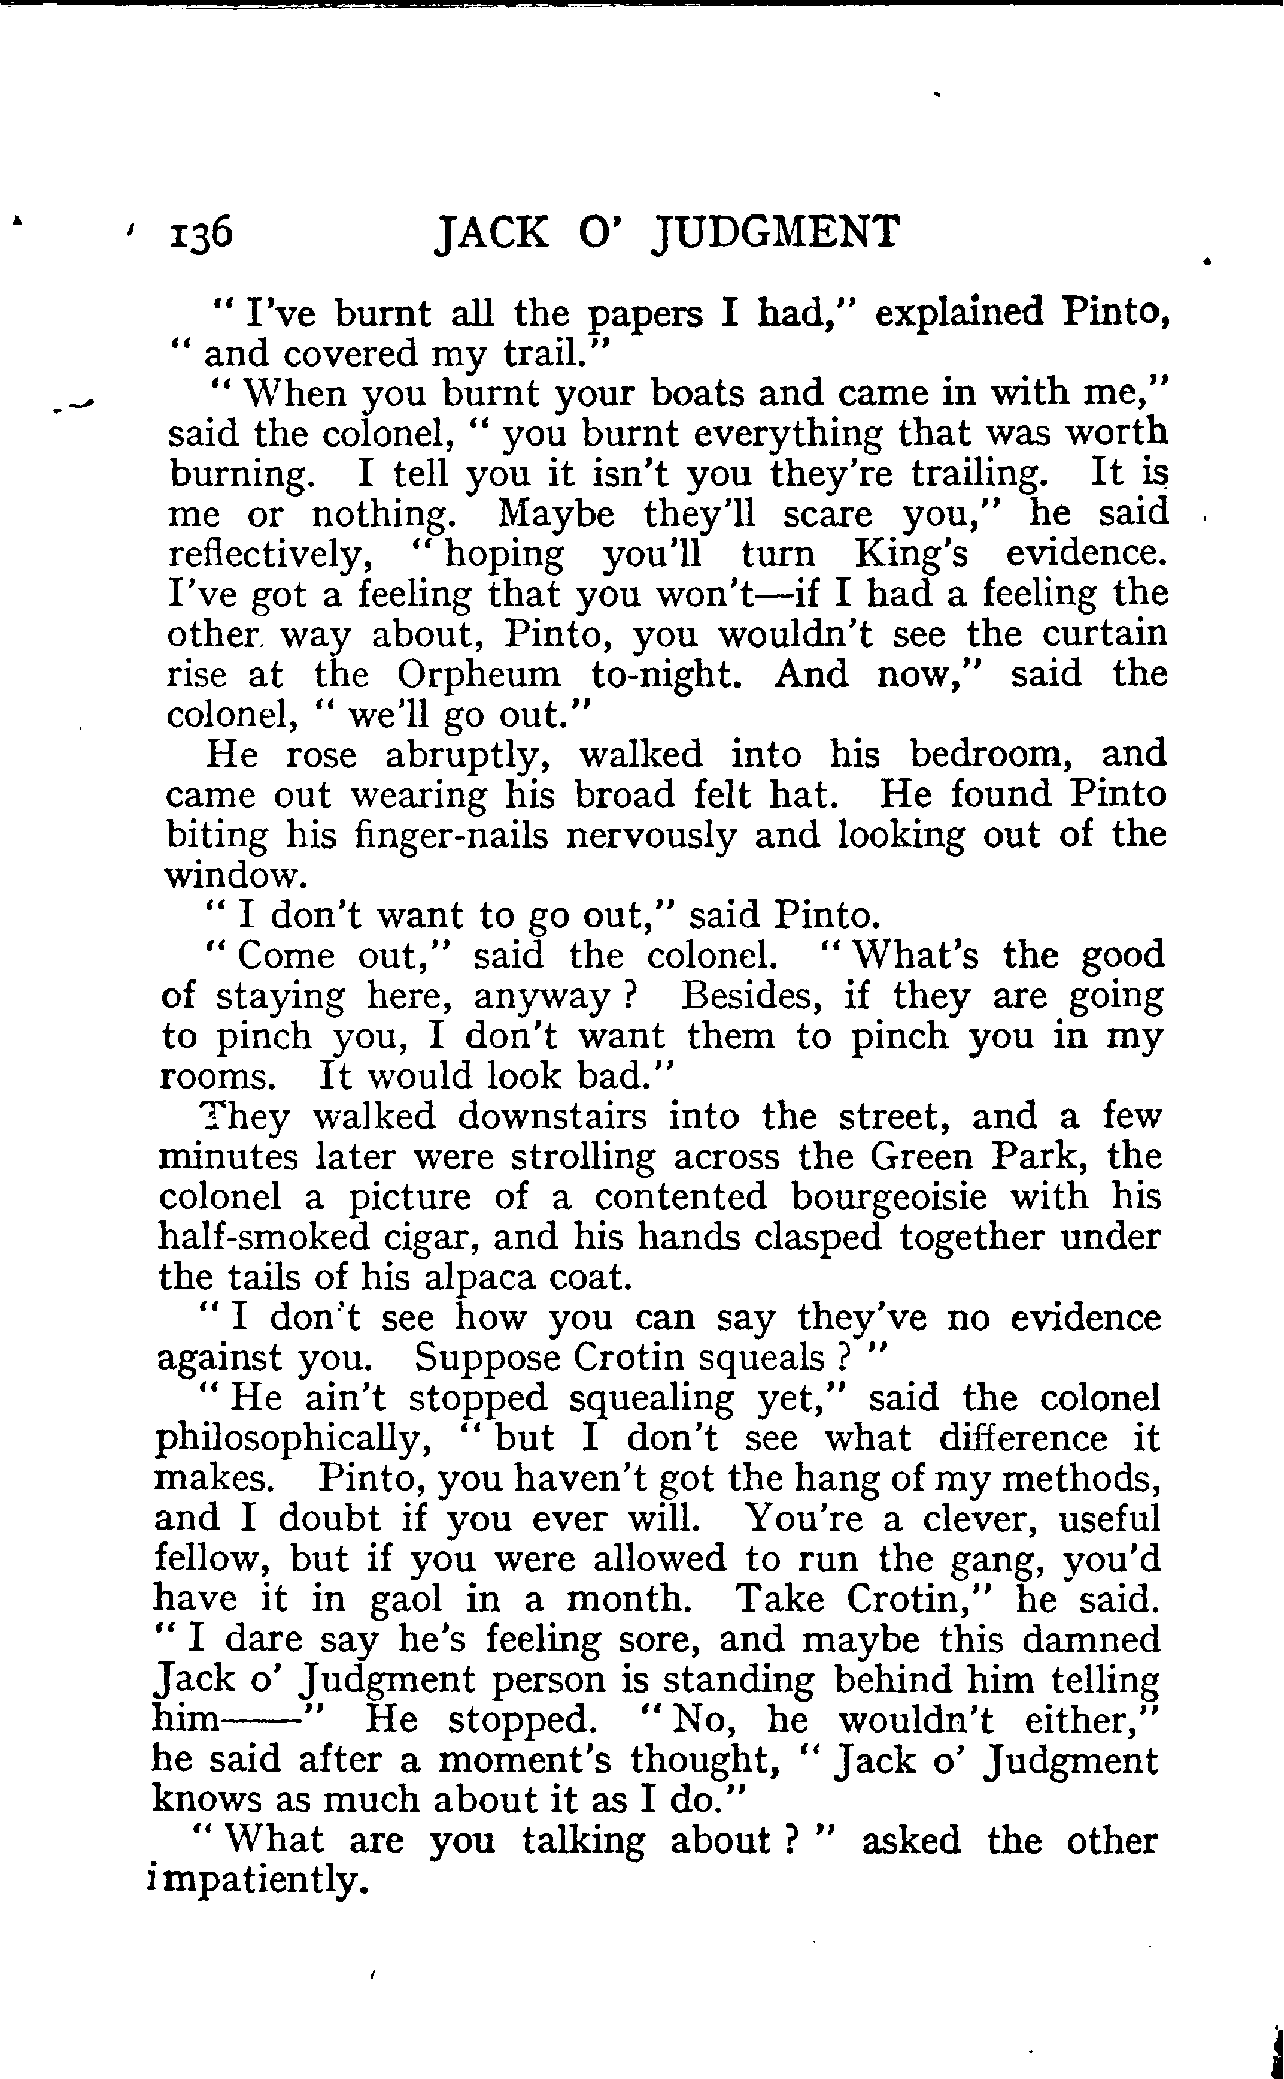 136 JACK O' JUDGMENT
" I've burnt all the papers I had," explained Pinto,
" and covered my trail."
" When you burnt your boats and came in with me,"
said the colonel, " you burnt everything that was worth
burning. I tell you it isn't you they're trailing. It is
me or nothing. Maybe they'll scare you," he said
reflectively, " hoping you'll turn King's evidence.
I've got a feeling that you won't—if I had a feeling the
other way about, Pinto, you wouldn't see the curtain
rise at the Orpheum to-night. And now," said the
colonel, " we'll go out."
He rose abruptly, walked into his bedroom, and
came out wearing his broad felt hat. He found Pinto
biting his finger-nails nervously and looking out of the
window.
" I don't want to go out," said Pinto.
" Come out," said the colonel. " What's the good
of staying here, anyway ? Besides, if they are going
to pinch you, I don't want them to pinch you in my
rooms. It would look bad."
They walked downstairs into the street, and a few
minutes later were strolling across the Green Park, the
colonel a picture of a contented bourgeoisie with his
half-smoked cigar, and his hands clasped together under
the tails of his alpaca coat.
" I don't see how you can say they've no evidence
against you. Suppose Crotin squeals ? "
" He ain't stopped squealing yet," said the colonel
philosophically, " but I don't see what difference it
makes. Pinto, you haven't got the hang of my methods,
and I doubt if you ever will. You're a clever, useful
fellow, but if you were allowed to run the gang, you'd
have it in gaol in a month. Take Crotin," he said.
" I dare say he's feeling sore, and maybe this damned
Jack o' Judgment person is standing behind him telling
him——" He stopped. " No, he wouldn't either,"
he said after a moment's thought, " Jack o' Judgment
knows as much about it as I do."
" What are you talking about ? " asked the other
impatiently.